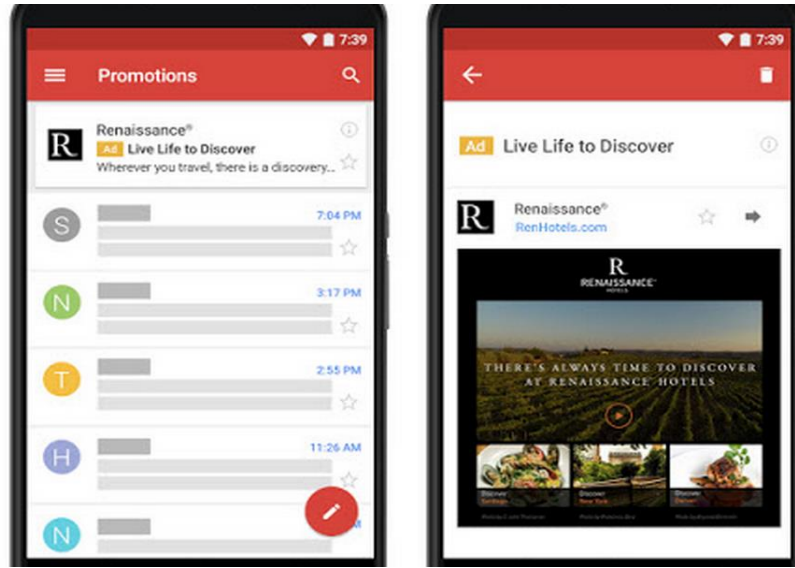 7:39
Promotions
R
Renaissance®
Ad Live Life to Discover
Wherever you travel, there is a discovery...
S
7:04 PM
N
3:17 PM
T
2:55 PM
H
11:26 AM
N
7:39
Ad Live Life to Discover
R
Renaissance®
RenHotels.com
R
RENAISSANCE
HOTELS
THERE'S ALWAYS TIME TO DISCOVER
AT RENAISSANCE HOTELS
Discover
Discover
Discover
New York